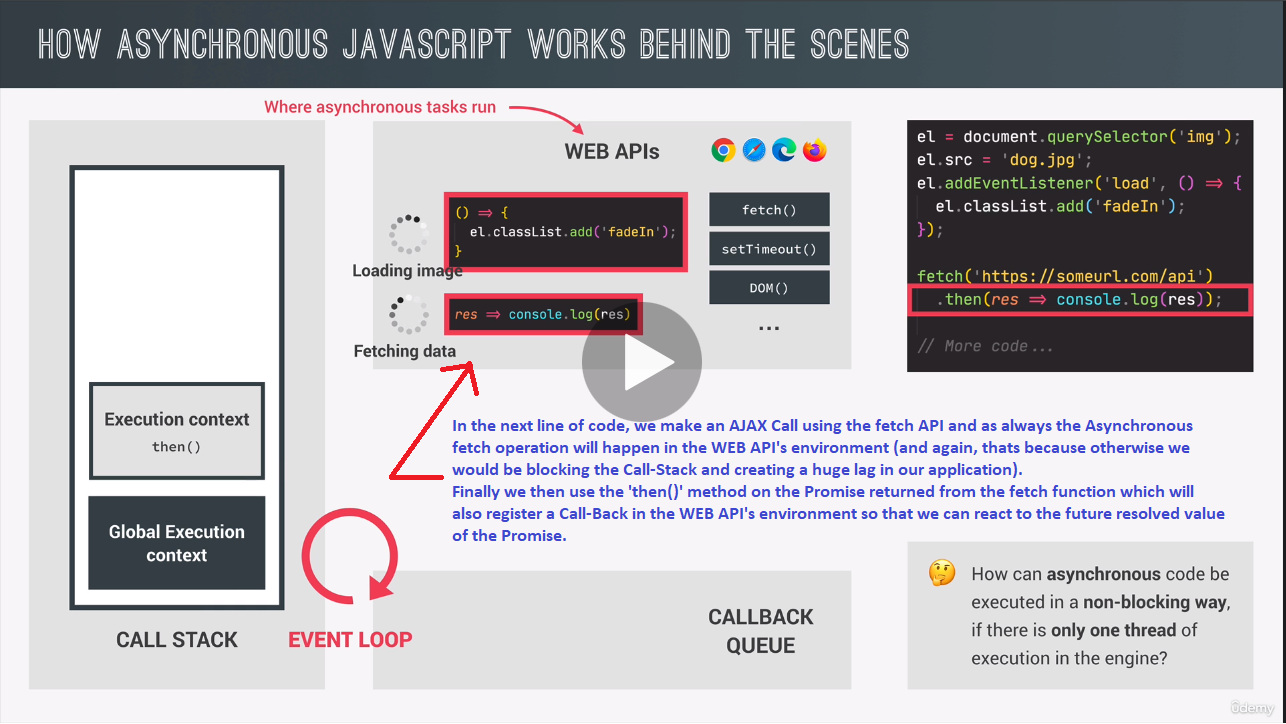 HOW ASYNCHRONOUS JAVASCRIPT WORKS BEHIND THE SCENES
Where asynchronous tasks run
WEB APIs
() => {
el.classList.add('fadeIn');
}
Loading image
res => console.log(res)
Fetching data
fetch()
setTimeout()
DOM()
...
el = document.querySelector('img');
el.src = 'dog.jpg';
el.addEventListener('load', () => {
el.classList.add('fadeIn');
});
fetch('https://someurl.com/api')
.then(res => console.log(res));
// More code...
Execution context
then()
Global Execution
context
CALL STACK
EVENT LOOP
In the next line of code, we make an AJAX Call using the fetch API and as always the Asynchronous
fetch operation will happen in the WEB API's environment (and again, thats because otherwise we
would be blocking the Call-Stack and creating a huge lag in our application).
Finally we then use the 'then()' method on the Promise returned from the fetch function which will
also register a Call-Back in the WEB API's environment so that we can react to the future resolved value
of the Promise.
CALLBACK
QUEUE
How can asynchronous code be
executed in a non-blocking way,
if there is only one thread of
execution in the engine?
ûdemy